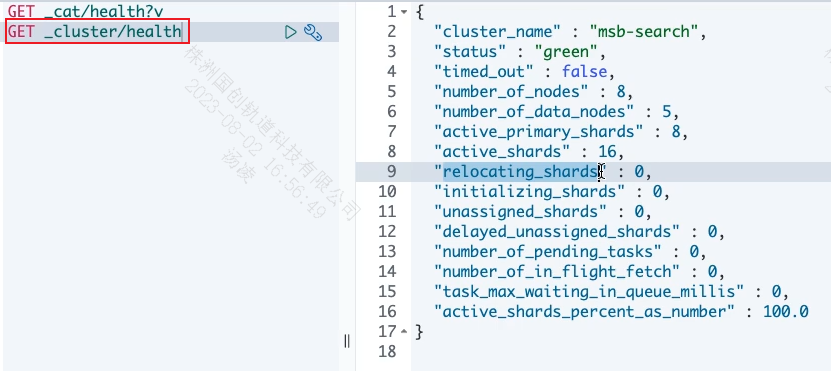 GET _cat/health?v
GET _cluster/health
株洲国创轨道科技有限公司
2023-08-02 16:56:49
杨凌
1 {
2 "cluster_name" : "msb-search",
3 "status" : "green",
4 "timed_out" : false,
5 "number_of_nodes" : 8,
6 "number_of_data_nodes" : 5,
7 "active_primary_shards" : 8,
8 "active_shards" : 16,
9 "relocating_shards" : 0,
10 "initializing_shards" : 0,
11 "unassigned_shards" : 0,
12 "delayed_unassigned_shards" : 0,
13 "number_of_pending_tasks" : 0,
14 "number_of_in_flight_fetch" : 0,
15 "task_max_waiting_in_queue_millis" : 0,
16 "active_shards_percent_as_number" : 100.0
17 }
18